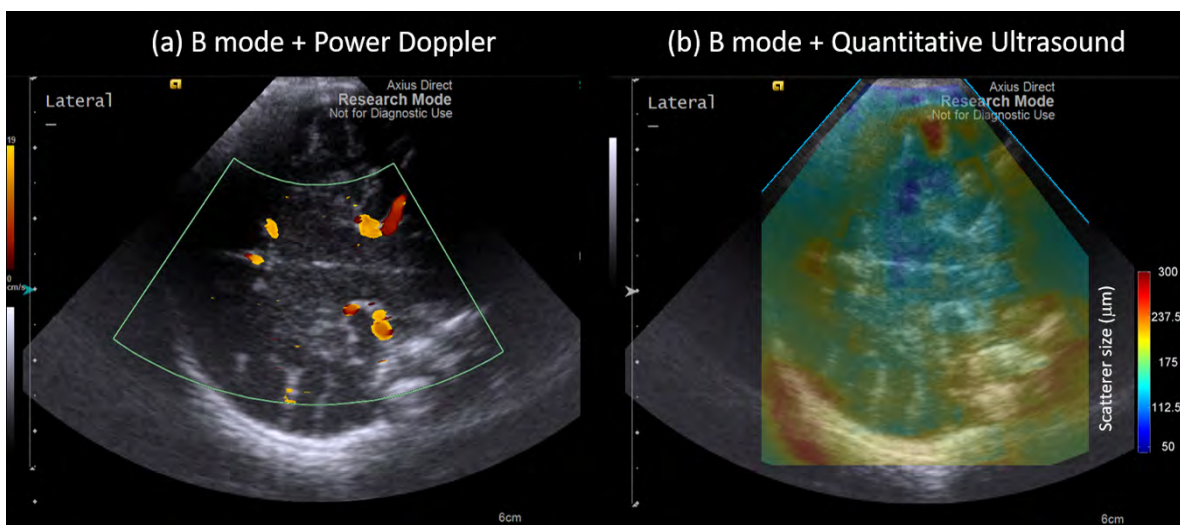 (a) B mode + Power Doppler
Lateral
Axius Direct
Research Mode
Not for Diagnostic Use
19
0
cm/s
6cm
(b) B mode + Quantitative Ultrasound
Lateral
Axius Direct
Research Mode
Not for Diagnostic Use
Scatterer size (μm)
300
237.5
175
112.5
50
6cm